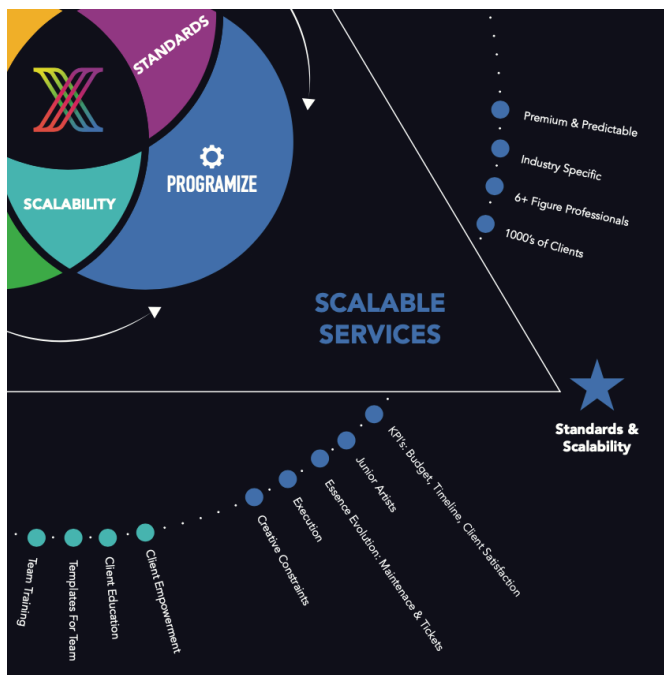 STANDARDS
SCALABILITY
PROGRAMIZE
Premium & Predictable
Industry Specific
6+ Figure Professionals
1000's of Clients
SCALABLE
SERVICES
Standards &
Scalability
KPI's: Budget, Timeline, Client Satisfaction
Junior Artists
Essence Evolution: Maintenace & Tickets
Execution
Creative Constraints
Client Empowerment
Client Education
Templates For Team
Team Training